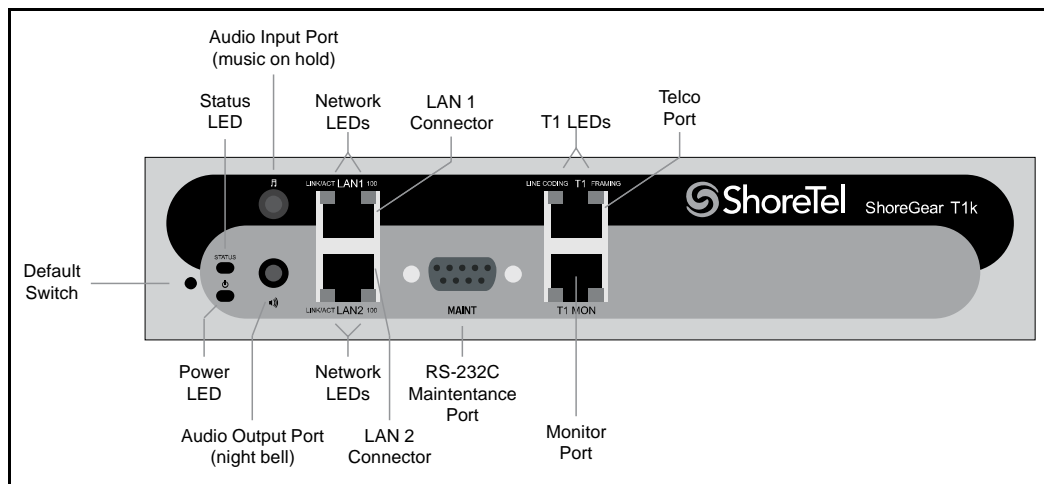 Audio Input Port
(music on hold)
Status
LED
Network
LEDs
LAN 1
Connector
T1 LEDs
Telco
Port
LINK/ACT LAN1 100
LINE CODING T1 FRAMING
ShoreTel
ShoreGear T1k
STATUS
Default
Switch
LINK/ACT LAN2 100
MAINT
T1 MON
Power
LED
Network
LEDs
RS-232C
Maintentance
Port
Audio Output Port
(night bell)
LAN 2
Connector
Monitor
Port